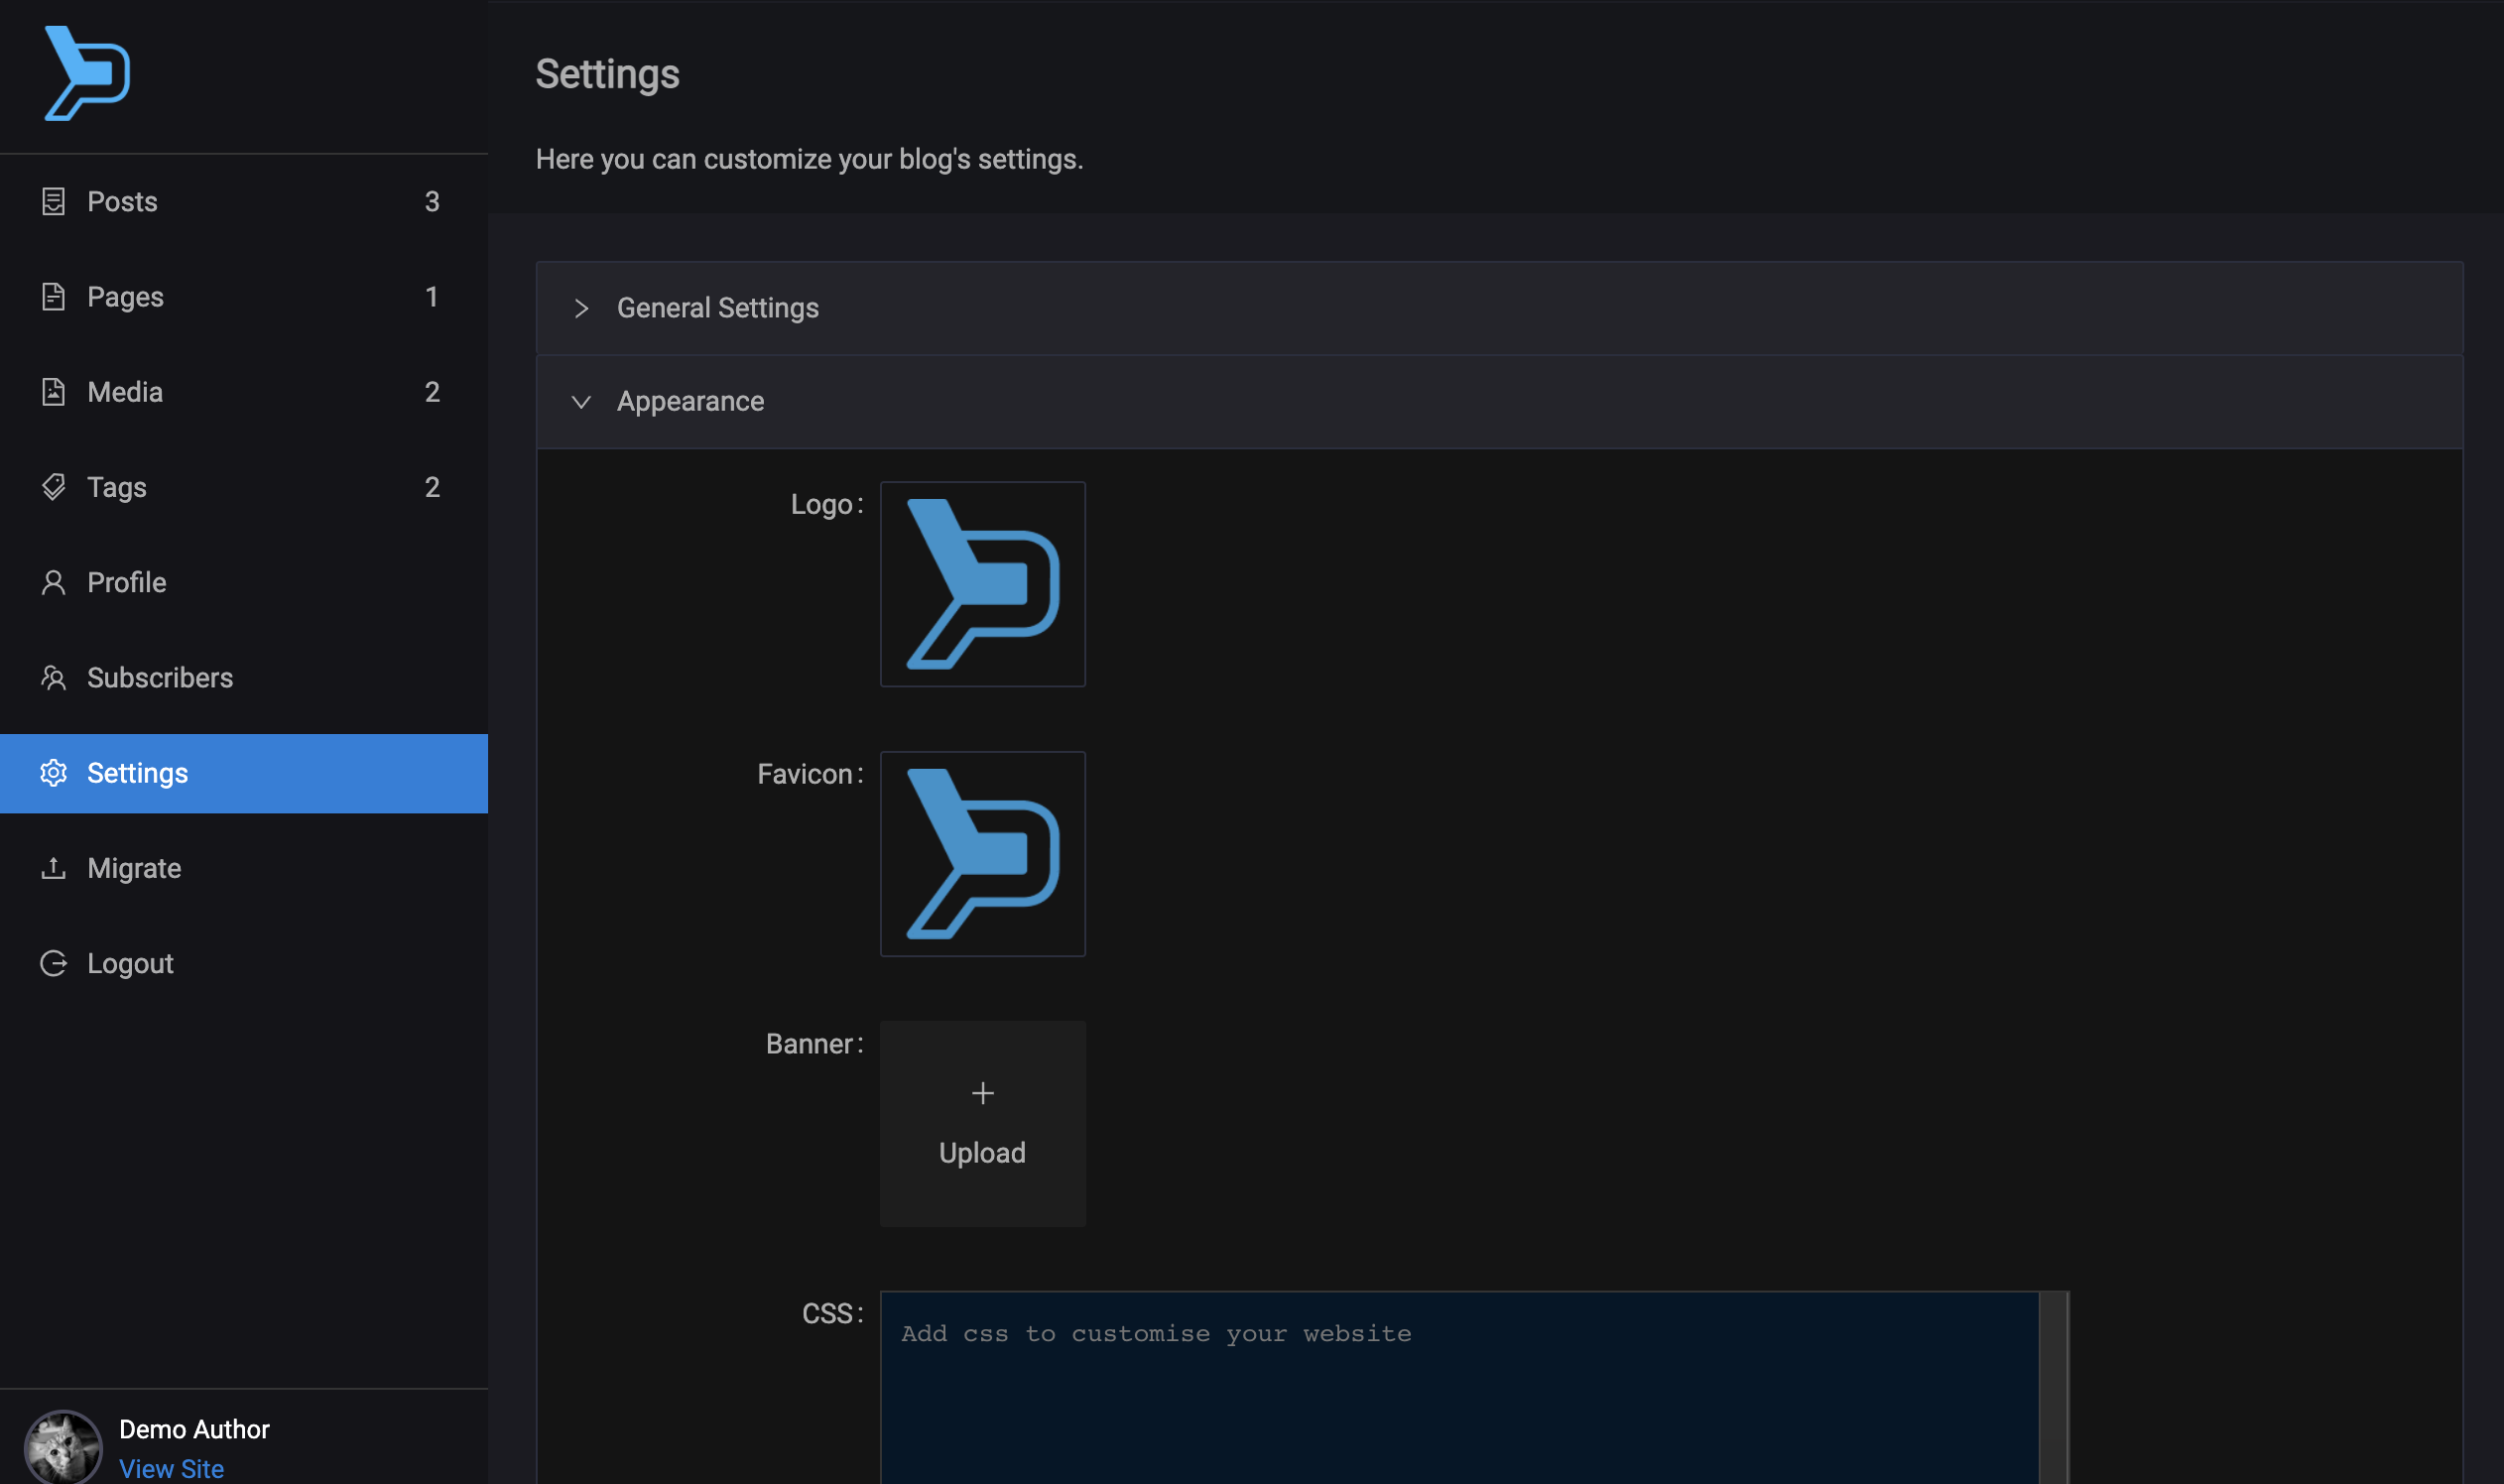 Posts 3
Pages 1
Media 2
Tags 2
Profile
Subscribers
Settings
Migrate
Logout
Demo Author
View Site
Settings
Here you can customize your blog's settings.
General Settings
Appearance
Logo:
Favicon:
Banner:
Upload
CSS:
Add css to customise your website